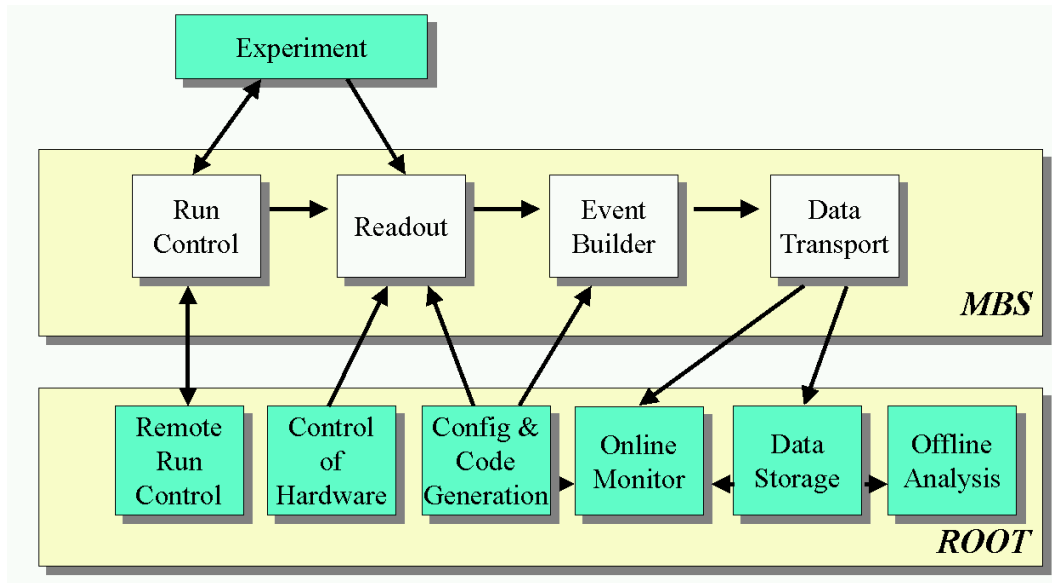 Experiment
Run
Control
Readout
Event
Builder
Data
Transport
MBS
Remote
Run
Control
Control
of
Hardware
Config &
Code
Generation
Online
Monitor
Data
Storage
Offline
Analysis
ROOT